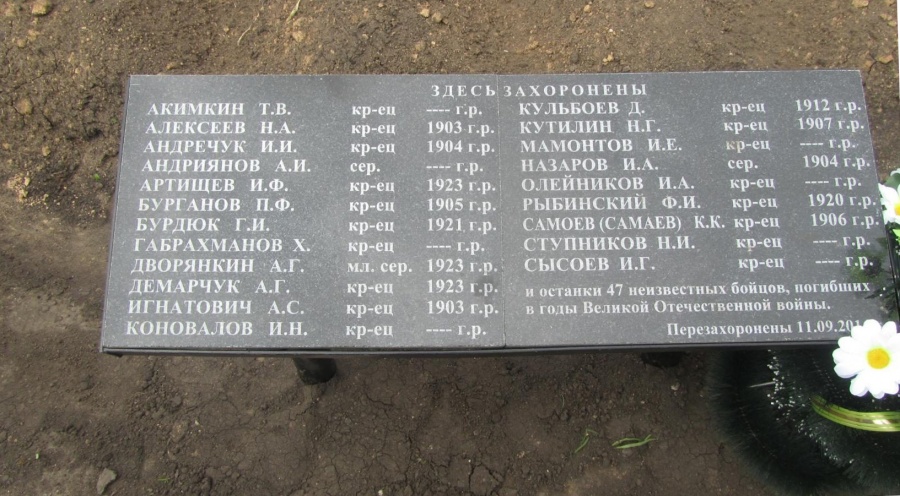 ЗДЕСЬ ЗАХОРОНЕНЫ
АКИМКИН Т.В. кр-ец ---- г.р.
АЛЕКСЕЕВ Н.А. кр-ец 1903 г.р.
АНДРЕЧУК И.И. кр-ец 1904 г.р.
АНДРИЯНОВ А.И. сер. ---- г.р.
АРТИЩЕВ И.Ф. кр-ец 1923 г.р.
БУРГАНОВ П.Ф. кр-ец 1905 г.р.
БУРДЮК Г.И. кр-ец 1921 г.р.
ГАБРАХМАНОВ Х. кр-ец ---- г.р.
ДВОРЯНКИН А.Г. мл. сер. 1923 г.р.
ДЕМАРЧУК А.Г. кр-ец 1923 г.р.
ИГНАТОВИЧ А.С. кр-ец 1903 г.р.
КОНОВАЛОВ И.Н. кр-ец ---- г.р.
КУЛЬБОЕВ Д. кр-ец 1912 г.р.
КУТИЛИН Н.Г. кр-ец 1907 г.р.
МАМОНТОВ И.Е. кр-ец ---- г.р.
НАЗАРОВ И.А. сер. 1904 г.р.
ОЛЕЙНИКОВ И.А. кр-ец ---- г.р.
РЫБИНСКИЙ Ф.И. кр-ец 1920 г.р.
САМОЕВ (САМАЕВ) К.К. кр-ец 1906 г.р.
СТУПНИКОВ Н.И. кр-ец ---- г.р.
СЫСОЕВ И.Г. кр-ец ---- г.р.
и останки 47 неизвестных бойцов, погибших
в годы Великой Отечественной войны.
Перезахоронены